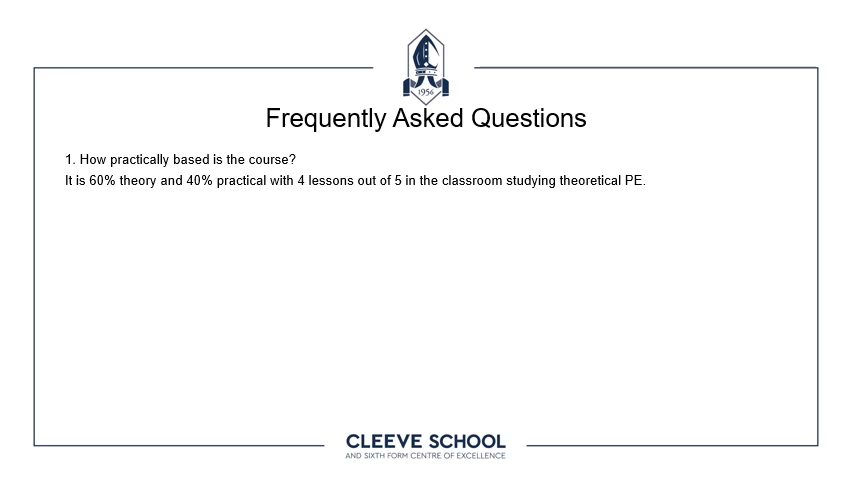 1956
Frequently Asked Questions
1. How practically based is the course?
It is 60% theory and 40% practical with 4 lessons out of 5 in the classroom studying theoretical PE.
CLEEVE SCHOOL
AND SIXTH FORM CENTRE OF EXCELLENCE